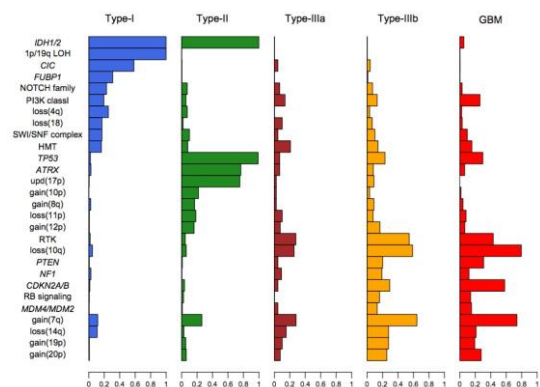 Type-I Type-II Type-IIIa Type-IIIb GBM
IDH1/2
1p/19q LOH
CIC
FUBP1
NOTCH family
PI3K classI
loss(4q)
loss(18)
SWI/SNF complex
HMT
TP53
ATRX
upd(17p)
gain(10p)
gain(8q)
loss(11p)
gain(12p)
RTK
loss(10q)
PTEN
NF1
CDKN2A/B
RB signaling
MDM4/MDM2
gain(7q)
loss(14q)
gain(19p)
gain(20p)
0 0.2 0.4 0.6 0.8 1 0 0.2 0.4 0.6 0.8 1 0 0.2 0.4 0.6 0.8 1 0 0.2 0.4 0.6 0.8 1 0 0.2 0.4 0.6 0.8 1